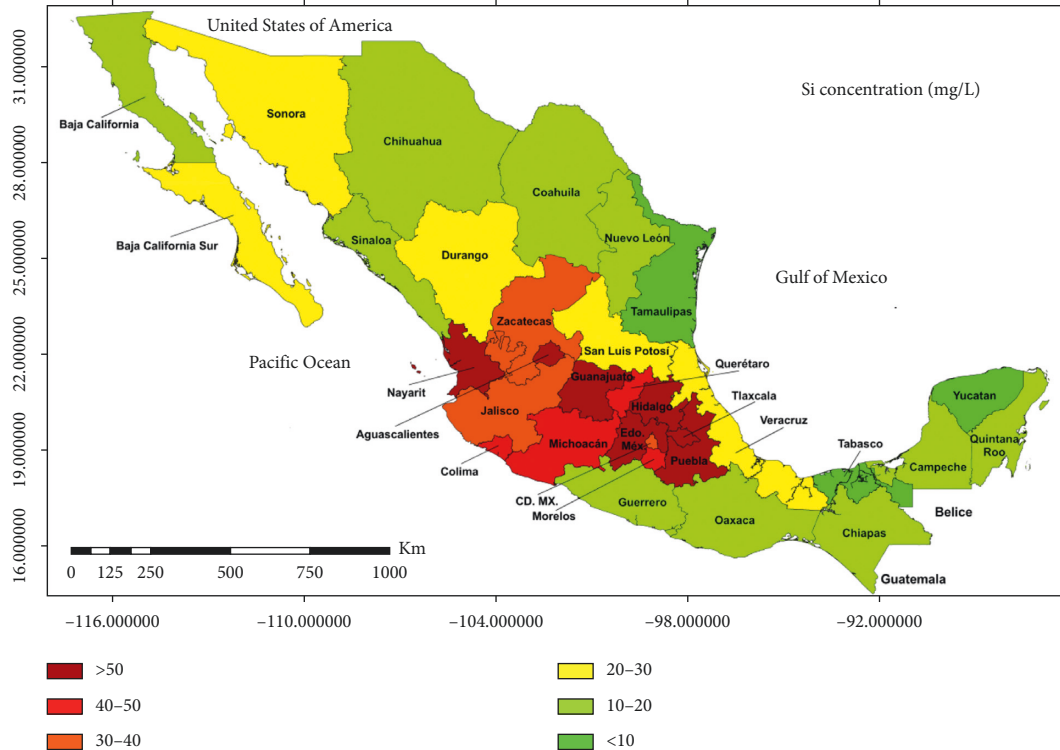 United States of America
Si concentration (mg/L)
31.000000
28.000000
25.000000
22.000000
19.000000
16.000000
Baja California
Sonora
Chihuahua
Coahuila
Baja California Sur
Sinaloa
Nuevo León
Durango
Gulf of Mexico
Tamaulipas
Zacatecas
Pacific Ocean
San Luis Potosí
Querétaro
Nayarit
Guanajuato
Tlaxcala
Yucatan
Aguascalientes
Jalisco
Hidalgo
Veracruz
Michoacán
Edo.
Méx.
Tabasco
Quintana
Roo
Colima
Puebla
Campeche
CD. MX.
Morelos
Guerrero
Oaxaca
Belice
Chiapas
Guatemala
Km
0 125 250 500 750 1000
–116.000000 –110.000000 –104.000000 –98.000000 –92.000000
>50
40–50
30–40
20–30
10–20
<10